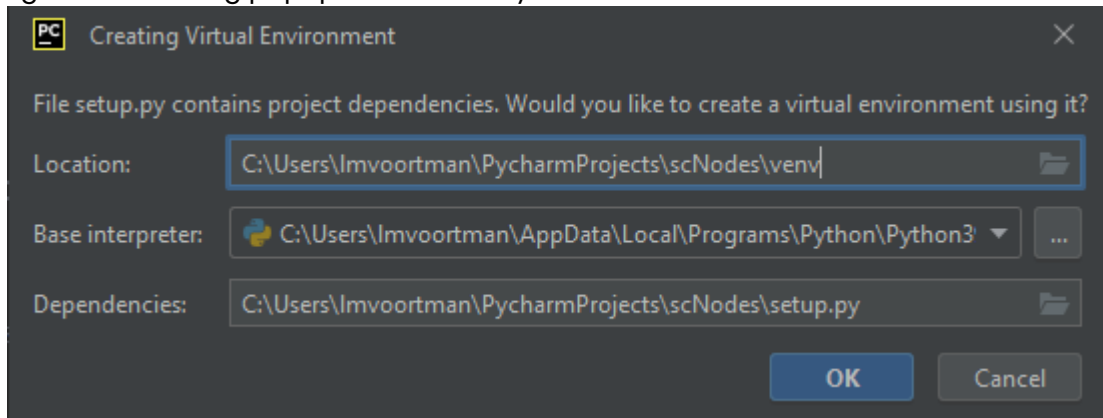 PC Creating Virtual Environment
File setup.py contains project dependencies. Would you like to create a virtual environment using it?
Location: C:\Users\lmvoortman\PycharmProjects\scNodes\venv
Base interpreter: C:\Users\lmvoortman\AppData\Local\Programs\Python\Python3 ...
Dependencies: C:\Users\lmvoortman\PycharmProjects\scNodes\setup.py
OK Cancel